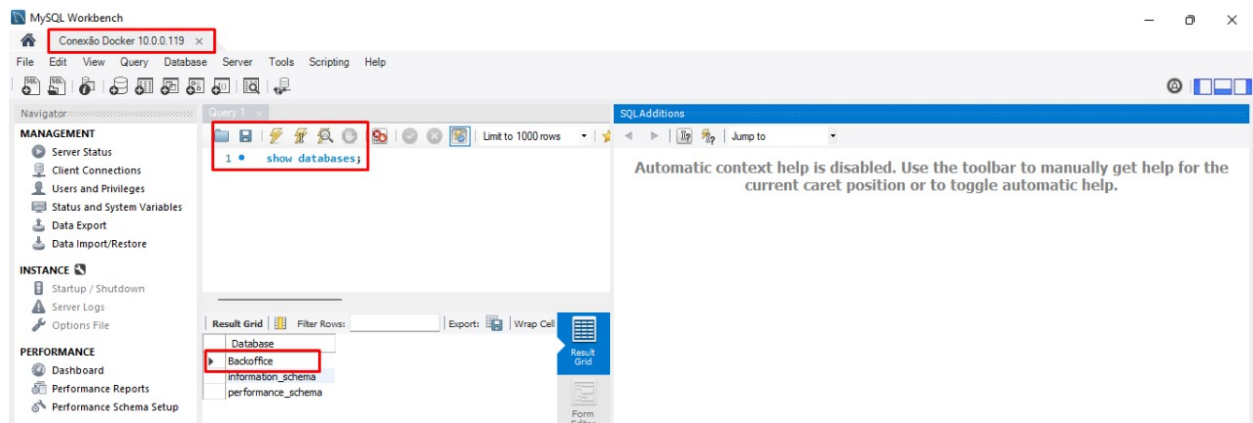 MySQL Workbench
Conexão Docker 10.0.0.119 ×
File Edit View Query Database Server Tools Scripting Help
Navigator
MANAGEMENT
Server Status
Client Connections
Users and Privileges
Status and System Variables
Data Export
Data Import/Restore
INSTANCE
Startup / Shutdown
Server Logs
Options File
PERFORMANCE
Dashboard
Performance Reports
Performance Schema Setup
Query 1 ×
Limit to 1000 rows
1 show databases;
Result Grid Filter Rows: Export: Wrap Cell
Database
Backoffice
information_schema
performance_schema
Result
Grid
Form
Editor
SQLAdditions
Jump to
Automatic context help is disabled. Use the toolbar to manually get help for the
current caret position or to toggle automatic help.